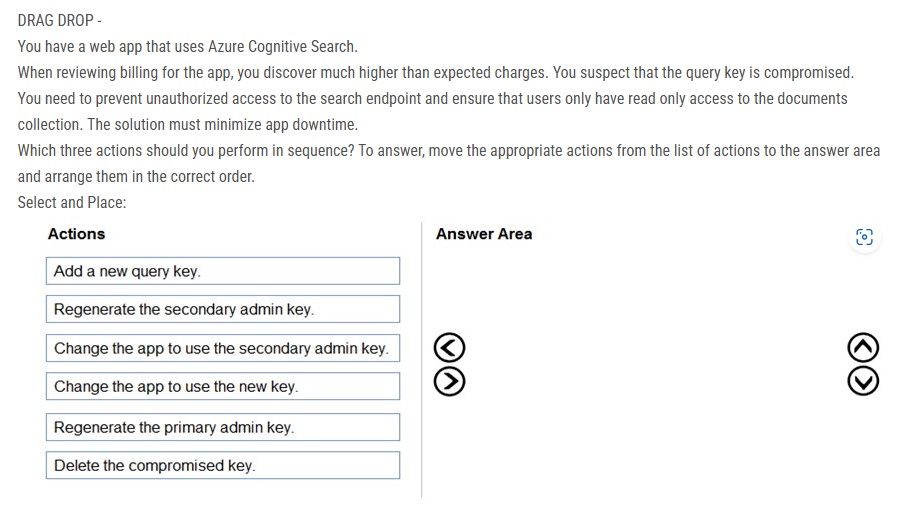 DRAG DROP -
You have a web app that uses Azure Cognitive Search.
When reviewing billing for the app, you discover much higher than expected charges. You suspect that the query key is compromised.
You need to prevent unauthorized access to the search endpoint and ensure that users only have read only access to the documents
collection. The solution must minimize app downtime.
Which three actions should you perform in sequence? To answer, move the appropriate actions from the list of actions to the answer area
and arrange them in the correct order.
Select and Place:
Actions
Answer Area
Add a new query key.
Regenerate the secondary admin key.
Change the app to use the secondary admin key.
Change the app to use the new key.
Regenerate the primary admin key.
Delete the compromised key.